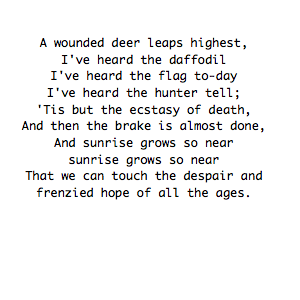 A wounded deer leaps highest,
I've heard the daffodil
I've heard the flag to-day
I've heard the hunter tell;
'Tis but the ecstasy of death,
And then the brake is almost done,
And sunrise grows so near
sunrise grows so near
That we can touch the despair and
frenzied hope of all the ages.